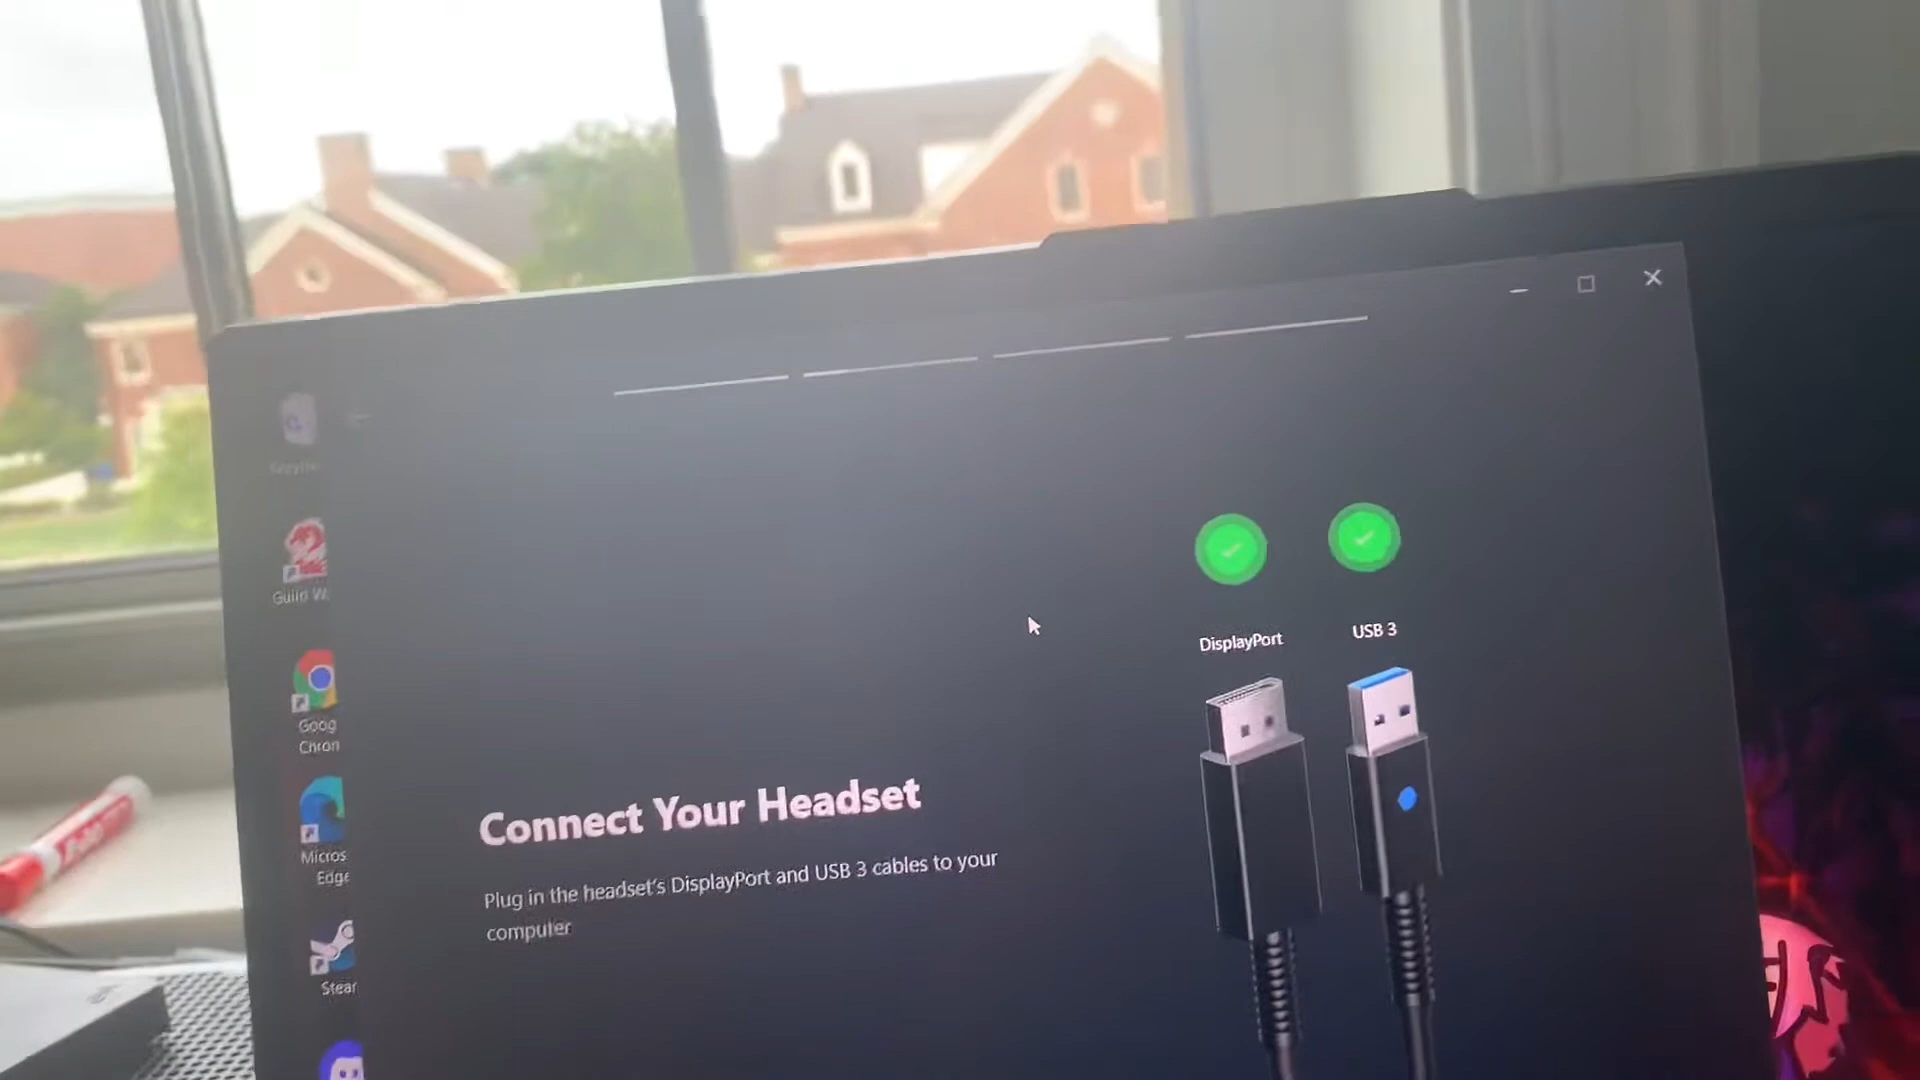 Guild W
Goog
Chron
Micros
Edge
Stear
DisplayPort
USB 3
Connect Your Headset
Plug in the headset's DisplayPort and USB 3 cables to your
computer